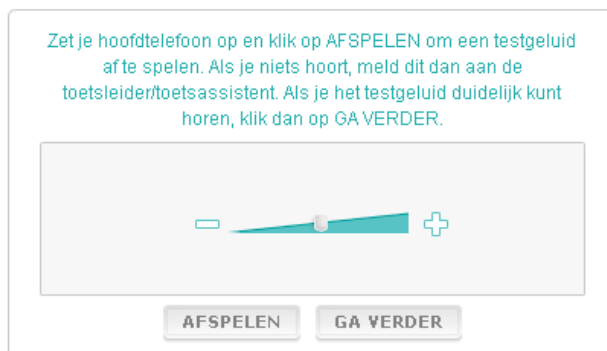 Zet je hoofdtelefoon op en klik op AFSPELEN om een testgeluid
af te spelen. Als je niets hoort, meld dit dan aan de
toetsleider/toetsassistent. Als je het testgeluid duidelijk kunt
horen, klik dan op GA VERDER.
AFSPELEN GA VERDER